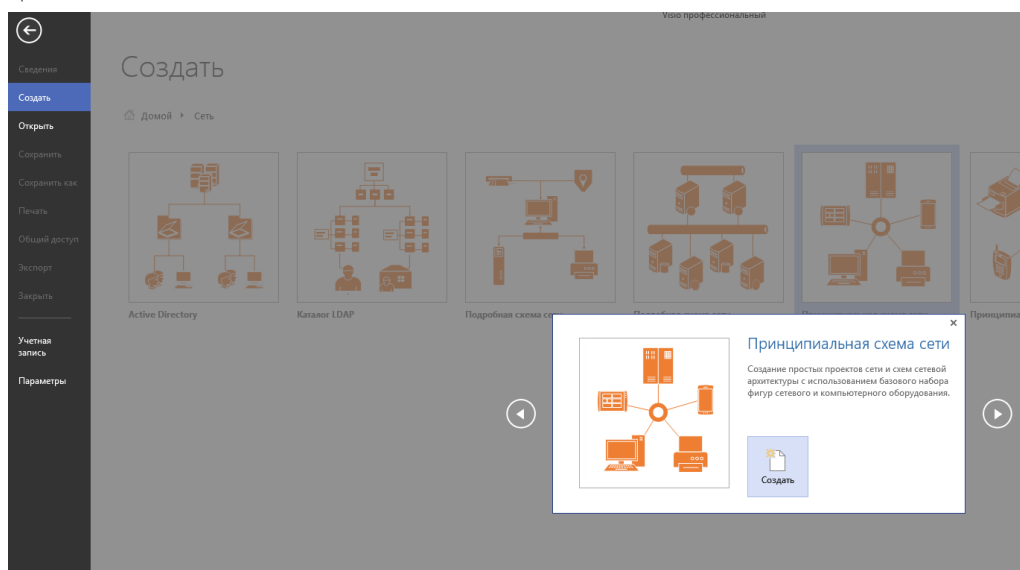 Visio профессиональный
Сведения
Создать
Открыть
Сохранить
Сохранить как
Печать
Общий доступ
Экспорт
Закрыть
Учетная
запись
Параметры
Создать
Домой
Сеть
Active Directory
Каталог LDAP
Подробная схема
Принципиальная схема сети
Создание простых проектов сети и схем сетевой
архитектуры с использованием базового набора
фигур сетевого и компьютерного оборудования.
Создать